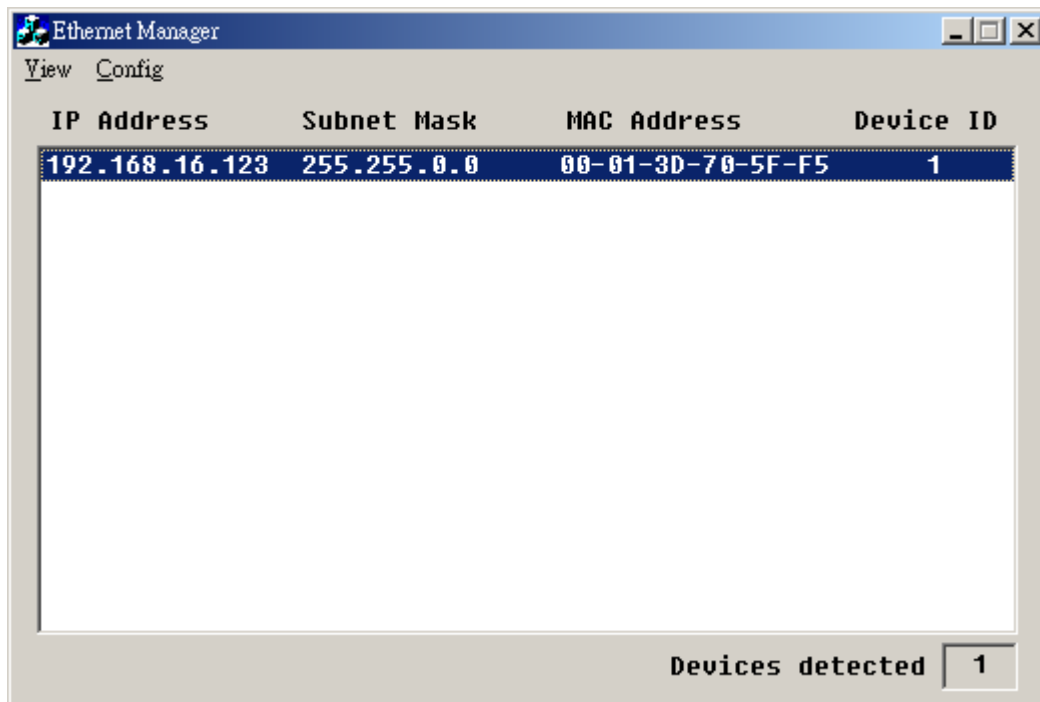 Ethernet Manager
View Config
IP Address Subnet Mask MAC Address Device ID
192.168.16.123 255.255.0.0 00-01-3D-70-5F-F5 1
Devices detected 1